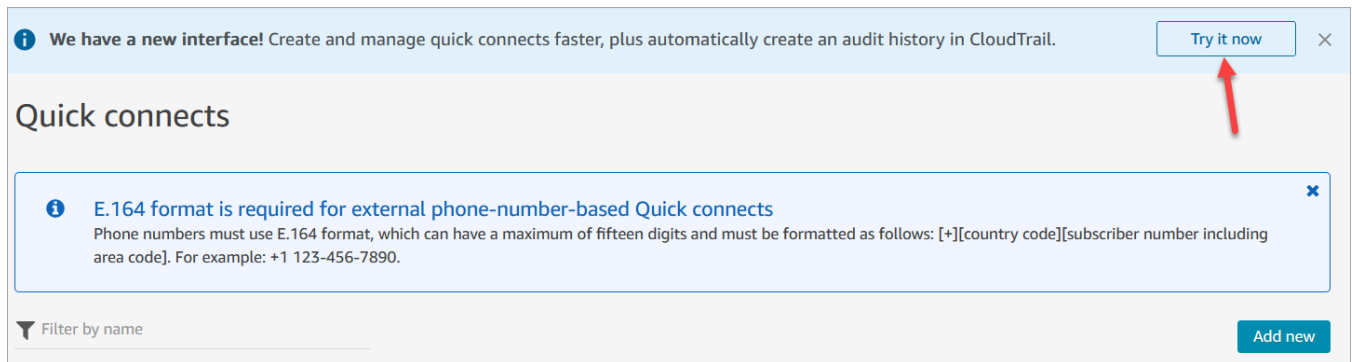 We have a new interface! Create and manage quick connects faster, plus automatically create an audit history in CloudTrail.
Try it now
Quick connects
E.164 format is required for external phone-number-based Quick connects
Phone numbers must use E.164 format, which can have a maximum of fifteen digits and must be formatted as follows: [+][country code][subscriber number including
area code]. For example: +1 123-456-7890.
Filter by name
Add new